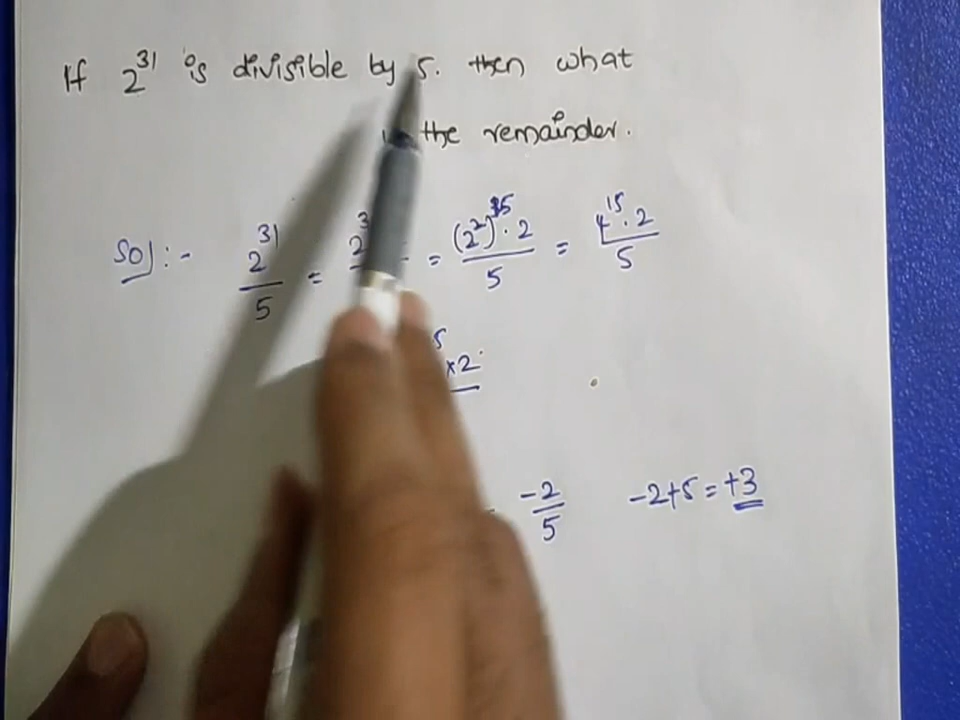 If 2^31 is divisible by 5. then what
the remainder.
Sol:- 2^31/5 = = (2^2)^15 · 2/5 = 4^15 · 2/5
×2
-2/5 -2+5 = +3